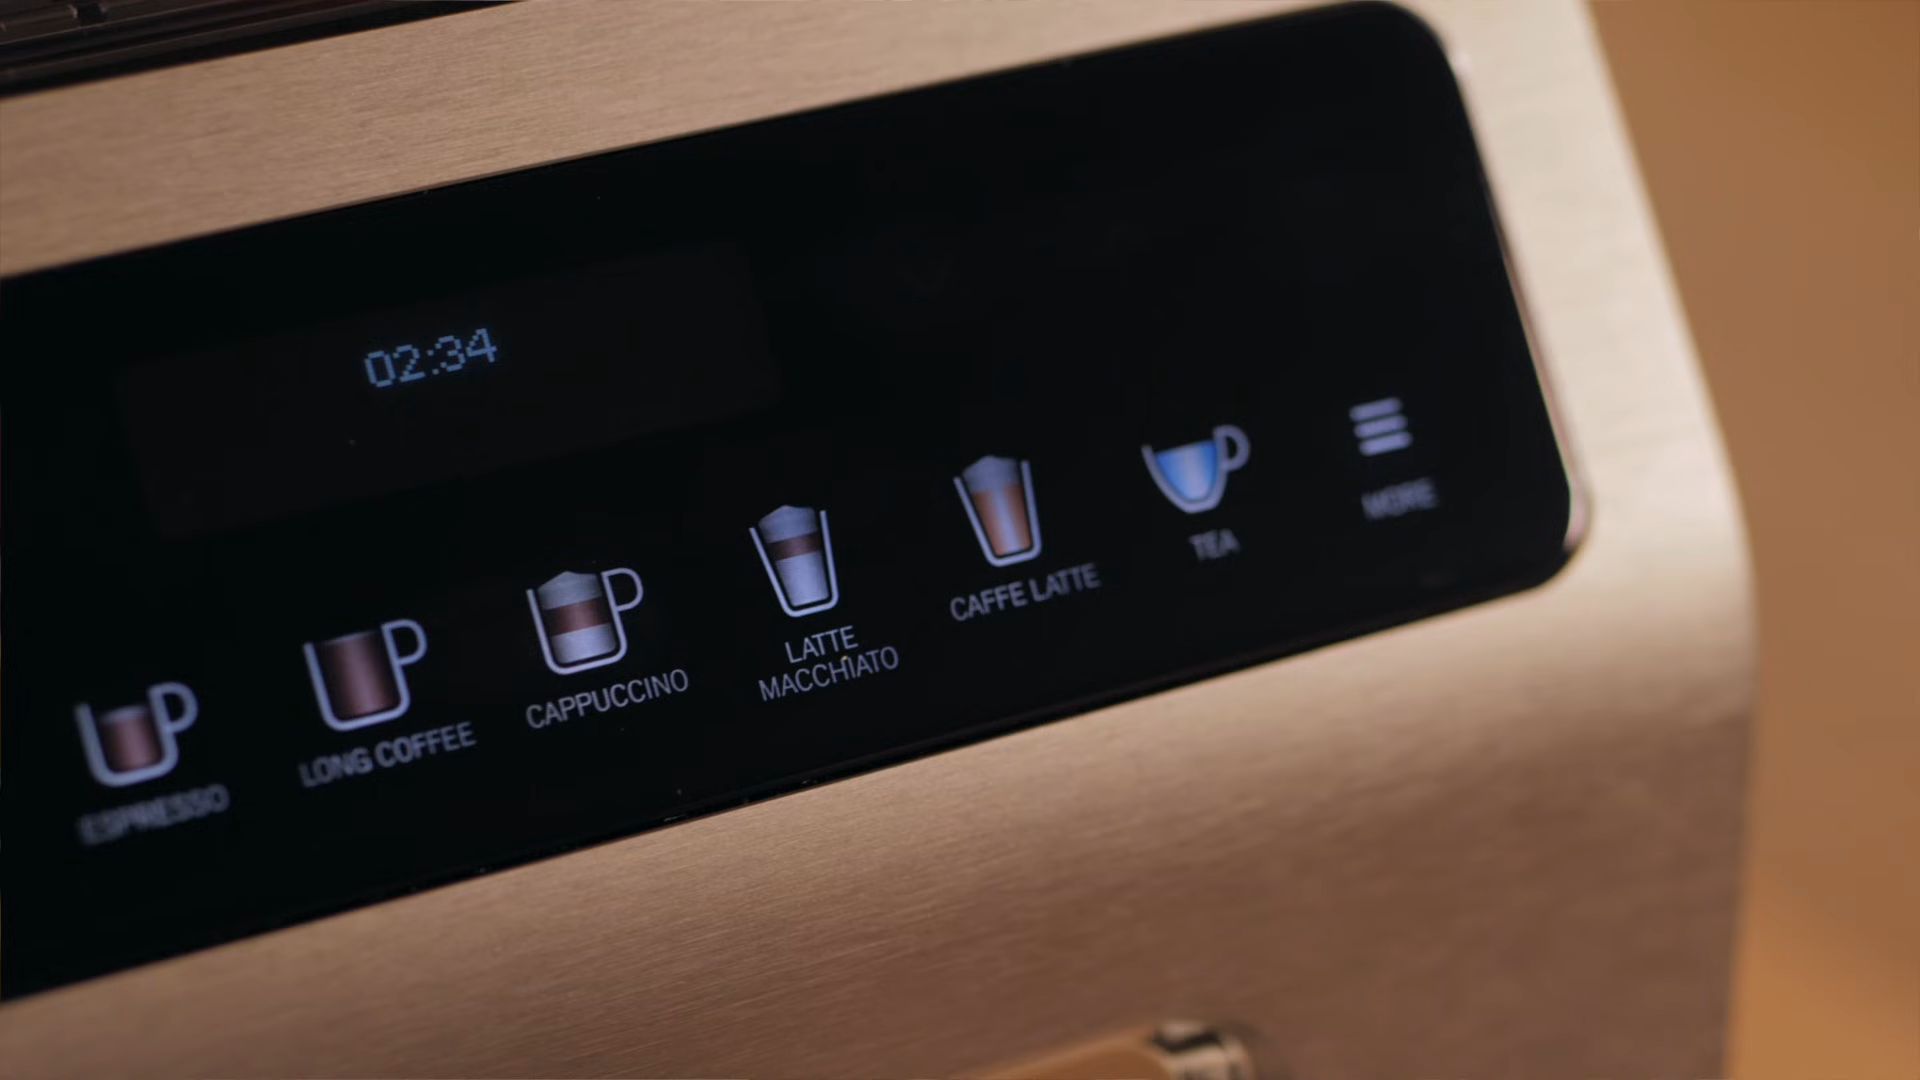 02:34
ESPRESSO
LONG COFFEE
CAPPUCCINO
LATTE
MACCHIATO
CAFFE LATTE
TEA
MORE